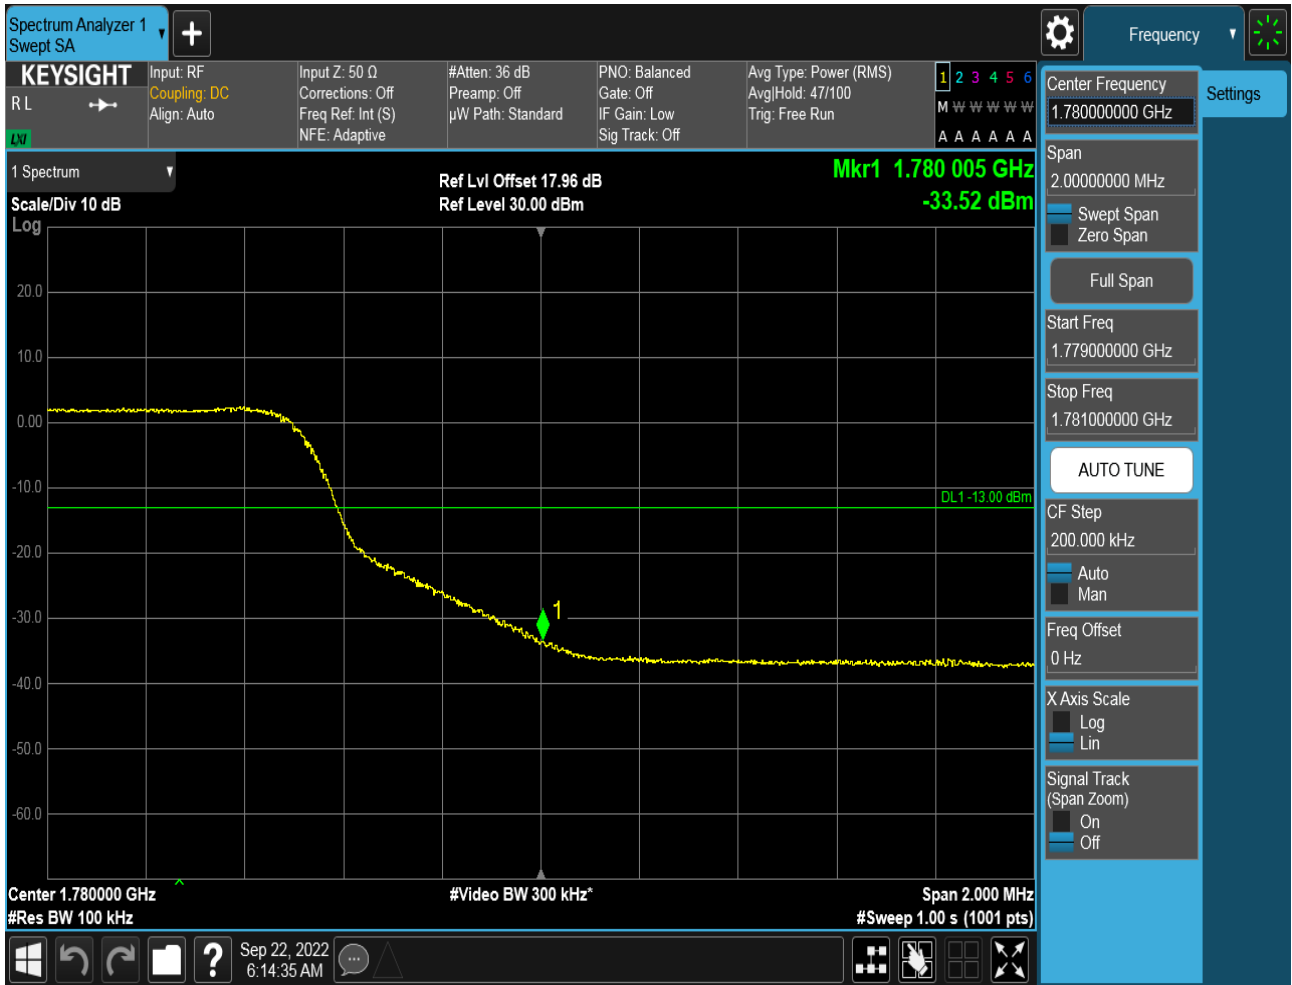 Spectrum Analyzer 1
Swept SA
Frequency
KEYSIGHT
R L
LXI
Input: RF
Coupling: DC
Align: Auto
Input Z: 50 Ω
Corrections: Off
Freq Ref: Int (S)
NFE: Adaptive
#Atten: 36 dB
Preamp: Off
µW Path: Standard
PNO: Balanced
Gate: Off
IF Gain: Low
Sig Track: Off
Avg Type: Power (RMS)
Avg|Hold: 47/100
Trig: Free Run
1 2 3 4 5 6
M W W W W W
A A A A A A
1 Spectrum
Scale/Div 10 dB
Log
Ref Lvl Offset 17.96 dB
Ref Level 30.00 dBm
Mkr1 1.780 005 GHz
-33.52 dBm
20.0
10.0
0.00
-10.0
-20.0
-30.0
-40.0
-50.0
-60.0
DL1 -13.00 dBm
1
Center 1.780000 GHz
#Res BW 100 kHz
#Video BW 300 kHz*
Span 2.000 MHz
#Sweep 1.00 s (1001 pts)
Center Frequency
1.780000000 GHz
Settings
Span
2.00000000 MHz
Swept Span
Zero Span
Full Span
Start Freq
1.779000000 GHz
Stop Freq
1.781000000 GHz
AUTO TUNE
CF Step
200.000 kHz
Auto
Man
Freq Offset
0 Hz
X Axis Scale
Log
Lin
Signal Track
(Span Zoom)
On
Off
?
Sep 22, 2022
6:14:35 AM